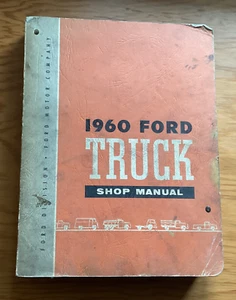 1960 FORD
TRUCK
SHOP MANUAL
FORD DIVISION • FORD MOTOR COMPANY